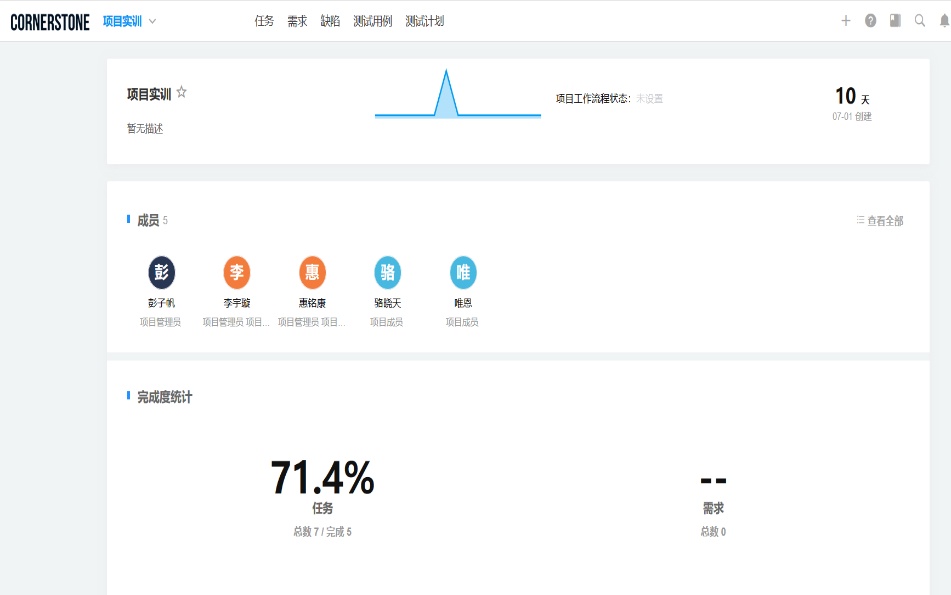 CORNERSTONE 项目实训 任务 需求 缺陷 测试用例 测试计划
项目实训
暂无描述
项目工作流程状态: 未设置
10 天
07-01 创建
成员 5
查看全部
彭 李 惠 骆 唯
彭子帆 李宇璇 惠铭康 骆晓天 唯恩
项目管理员 项目管理员 项目... 项目管理员 项目... 项目成员 项目成员
完成度统计
71.4% --
任务 需求
总数 7 / 完成 5 总数 0